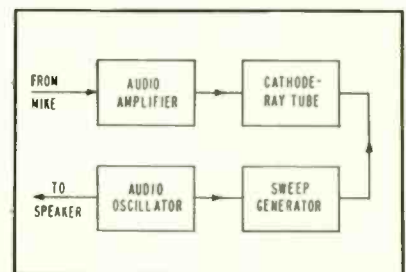 FROM
MIKE
AUDIO
AMPLIFIER
CATHODE-
RAY TUBE
TO
SPEAKER
AUDIO
OSCILLATOR
SWEEP
GENERATOR